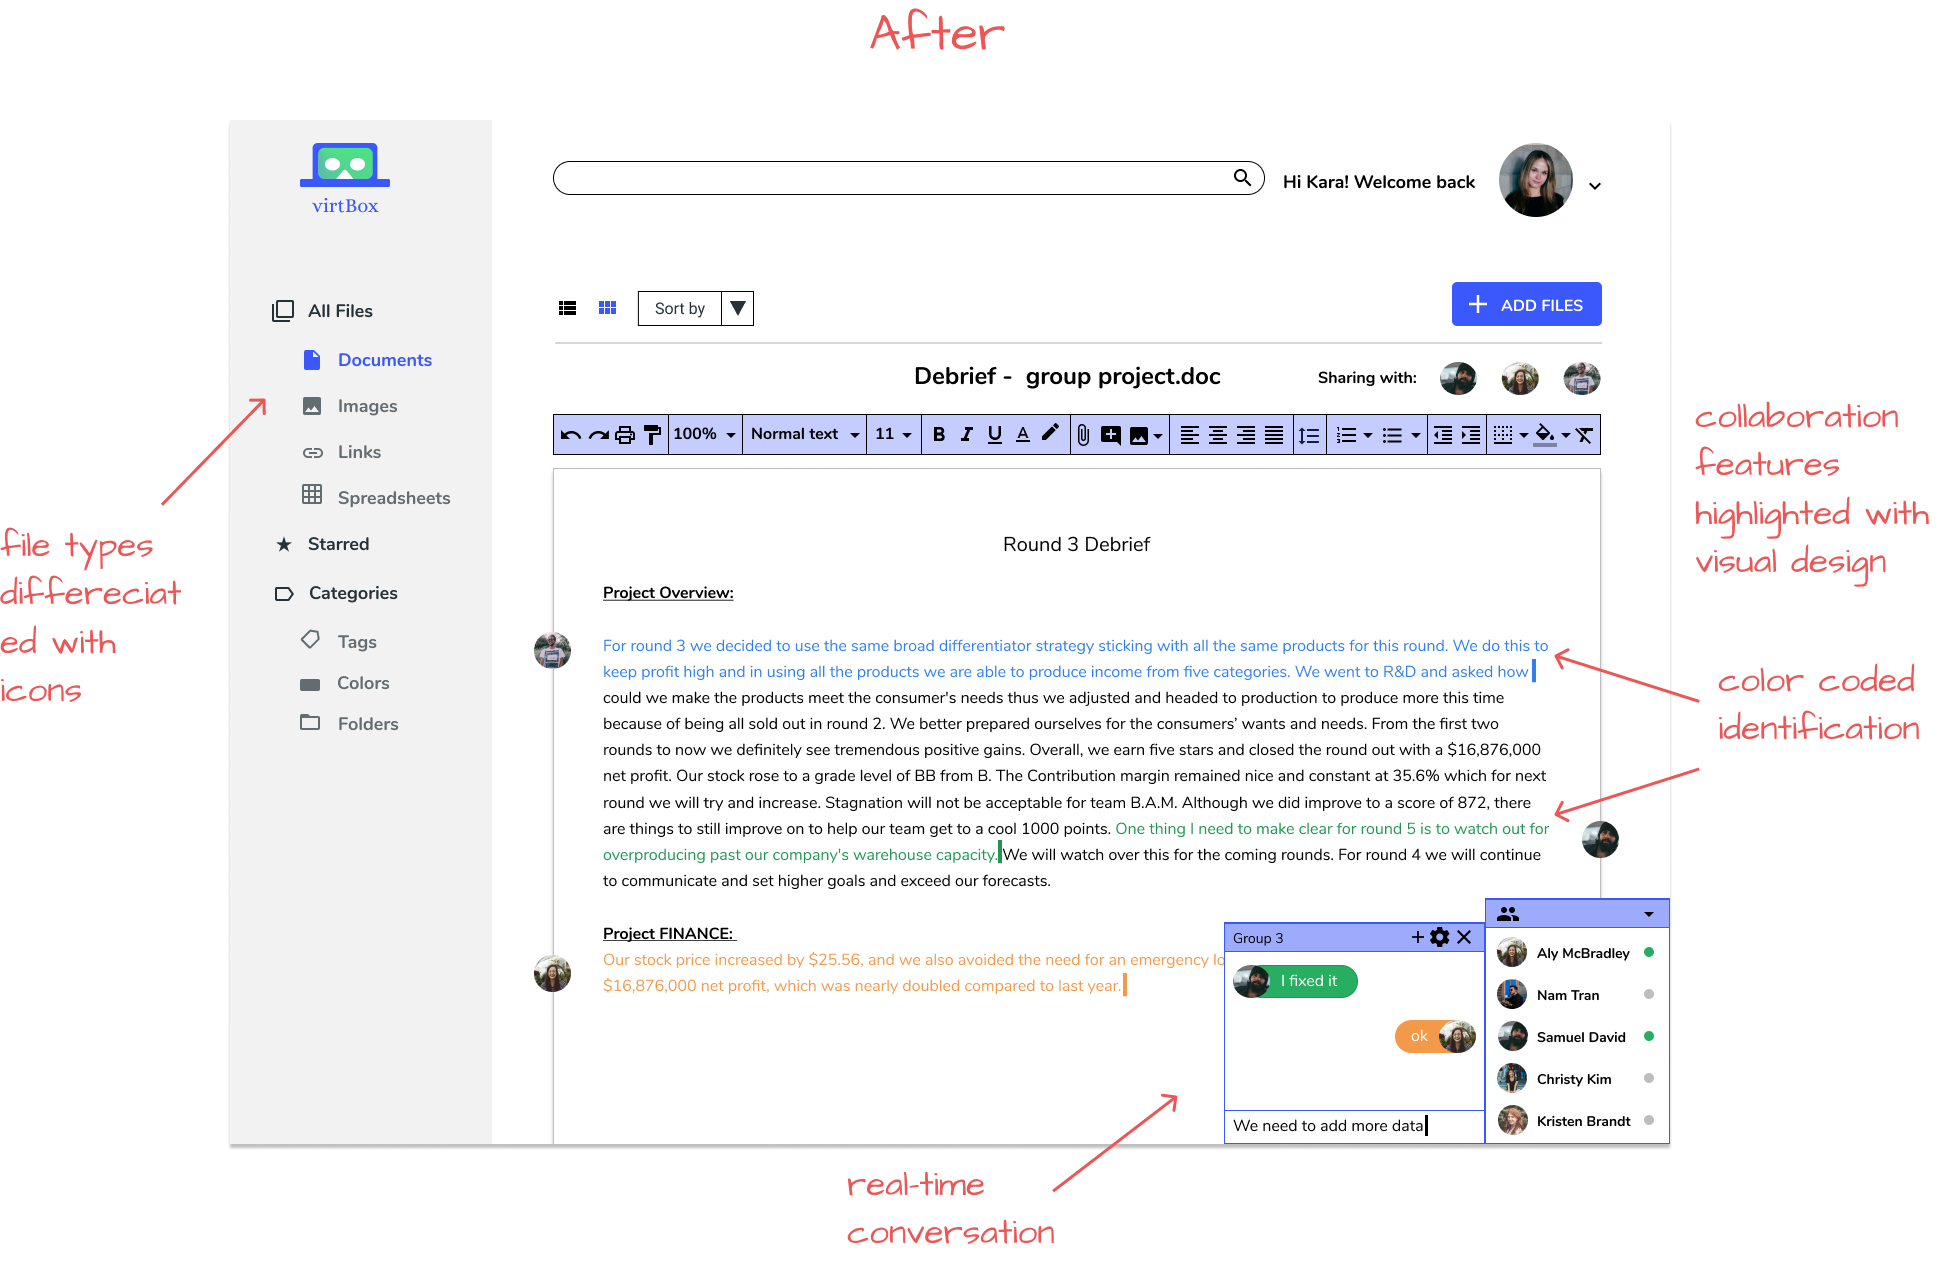 After
virtBox
Hi Kara! Welcome back
All Files
Documents
Images
Links
Spreadsheets
Starred
Categories
Tags
Colors
Folders
Sort by
ADD FILES
Debrief - group project.doc
Sharing with:
100%
Normal text
11
B I U A
Round 3 Debrief
Project Overview:
For round 3 we decided to use the same broad differentiator strategy sticking with all the same products for this round. We do this to
keep profit high and in using all the products we are able to produce income from five categories. We went to R&D and asked how
could we make the products meet the consumer's needs thus we adjusted and headed to production to produce more this time
because of being all sold out in round 2. We better prepared ourselves for the consumers’ wants and needs. From the first two
rounds to now we definitely see tremendous positive gains. Overall, we earn five stars and closed the round out with a $16,876,000
net profit. Our stock rose to a grade level of BB from B. The Contribution margin remained nice and constant at 35.6% which for next
round we will try and increase. Stagnation will not be acceptable for team B.A.M. Although we did improve to a score of 872, there
are things to still improve on to help our team get to a cool 1000 points. One thing I need to make clear for round 5 is to watch out for
overproducing past our company's warehouse capacity. We will watch over this for the coming rounds. For round 4 we will continue
to communicate and set higher goals and exceed our forecasts.
Project FINANCE:
Our stock price increased by $25.56, and we also avoided the need for an emergency lo
$16,876,000 net profit, which was nearly doubled compared to last year.
Group 3
I fixed it
ok
We need to add more data
Aly McBradley
Nam Tran
Samuel David
Christy Kim
Kristen Brandt
file types
differeciat
ed with
icons
collaboration
features
highlighted with
visual design
color coded
identification
real-time
conversation